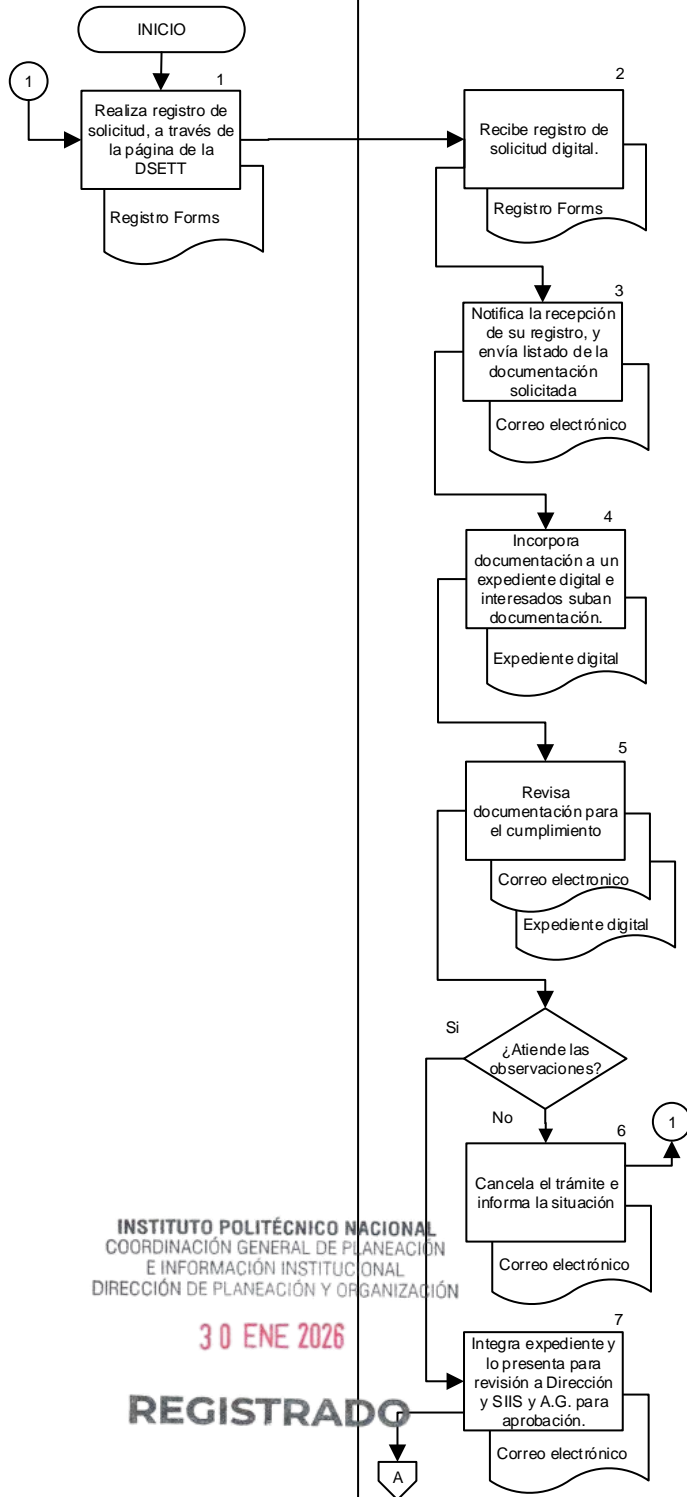 INICIO
1
1
Realiza registro de
solicitud, a través de
la página de la
DSETT
Registro Forms
2
Recibe registro de
solicitud digital.
Registro Forms
3
Notifica la recepción
de su registro, y
envía listado de la
documentación
solicitada
Correo electrónico
4
Incorpora
documentación a un
expediente digital e
interesados suban
documentación.
Expediente digital
5
Revisa
documentación para
el cumplimiento
Correo electronico
Expediente digital
Si
¿Atiende las
observaciones?
No
1
6
Cancela el trámite e
informa la situación
Correo electrónico
INSTITUTO POLITÉCNICO NACIONAL
COORDINACIÓN GENERAL DE PLANEACIÓN
E INFORMACIÓN INSTITUCIONAL
DIRECCIÓN DE PLANEACIÓN Y ORGANIZACIÓN
30 ENE 2026
REGISTRADO
7
Integra expediente y
lo presenta para
revisión a Dirección
y SIIS y A.G. para
aprobación.
Correo electrónico
A